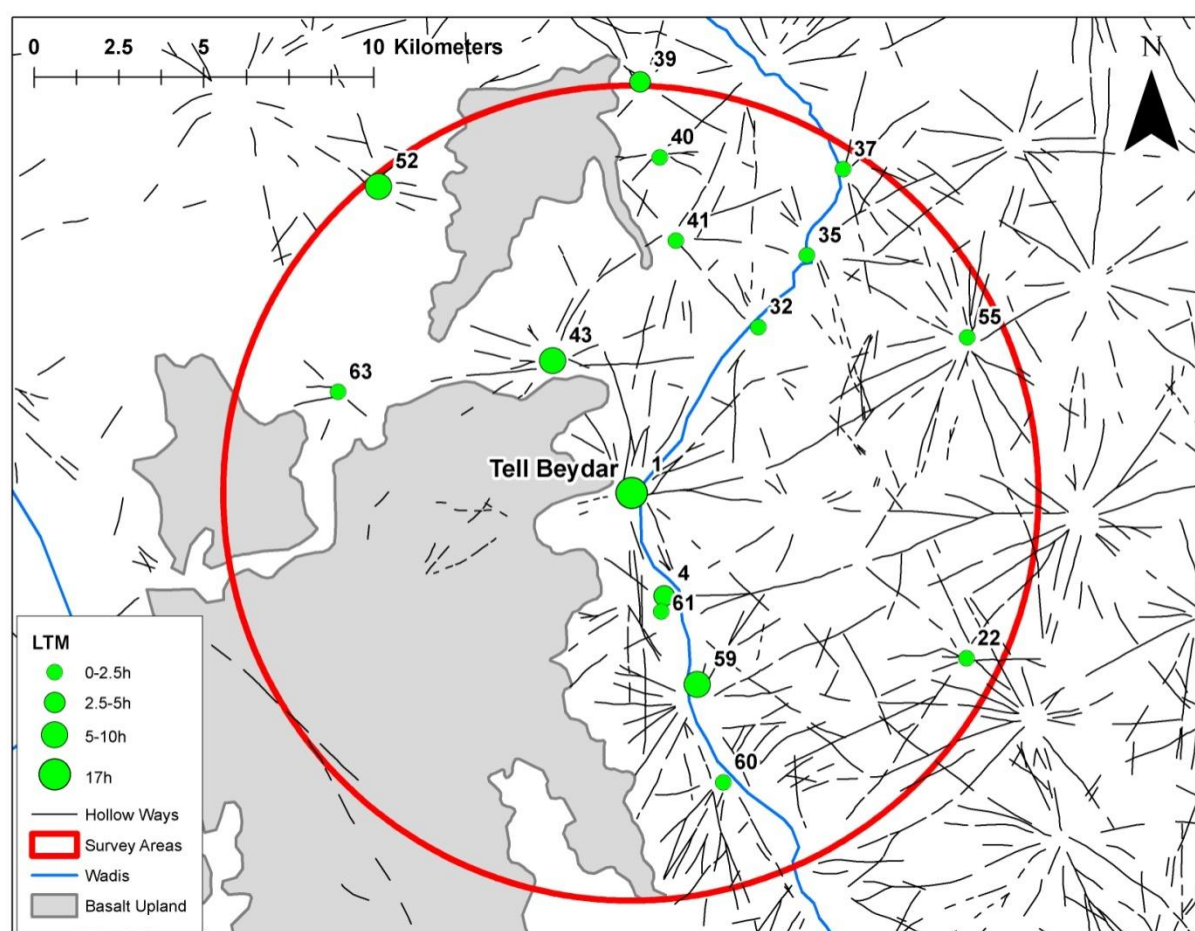 0 2.5 5 10 Kilometers
N
39
40
37
52
41
35
32
55
43
63
Tell Beydar 1
4
61
22
59
60
LTM
0-2.5h
2.5-5h
5-10h
17h
Hollow Ways
Survey Areas
Wadis
Basalt Upland